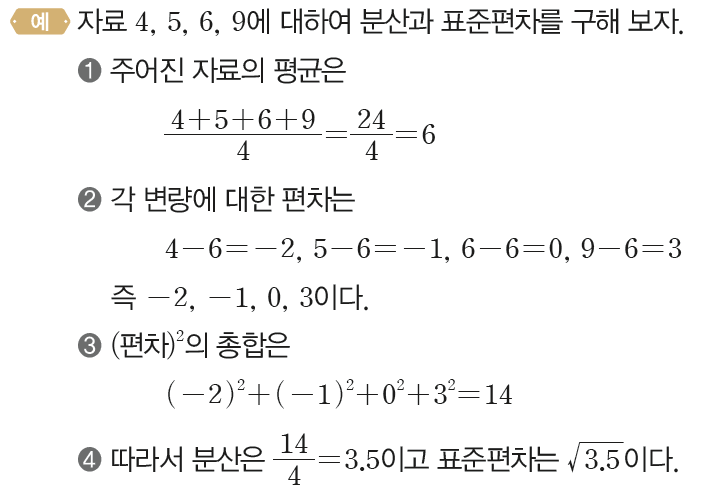 예 자료 4, 5, 6, 9에 대하여 분산과 표준편차를 구해 보자.
❶ 주어진 자료의 평균은
\frac{4+5+6+9}{4}=\frac{24}{4}=6
❷ 각 변량에 대한 편차는
4-6=-2, 5-6=-1, 6-6=0, 9-6=3
즉 -2, -1, 0, 3이다.
❸ (편차)²의 총합은
(-2)²+(-1)²+0²+3²=14
❹ 따라서 분산은 \frac{14}{4}=3.5이고 표준편차는 √3.5이다.